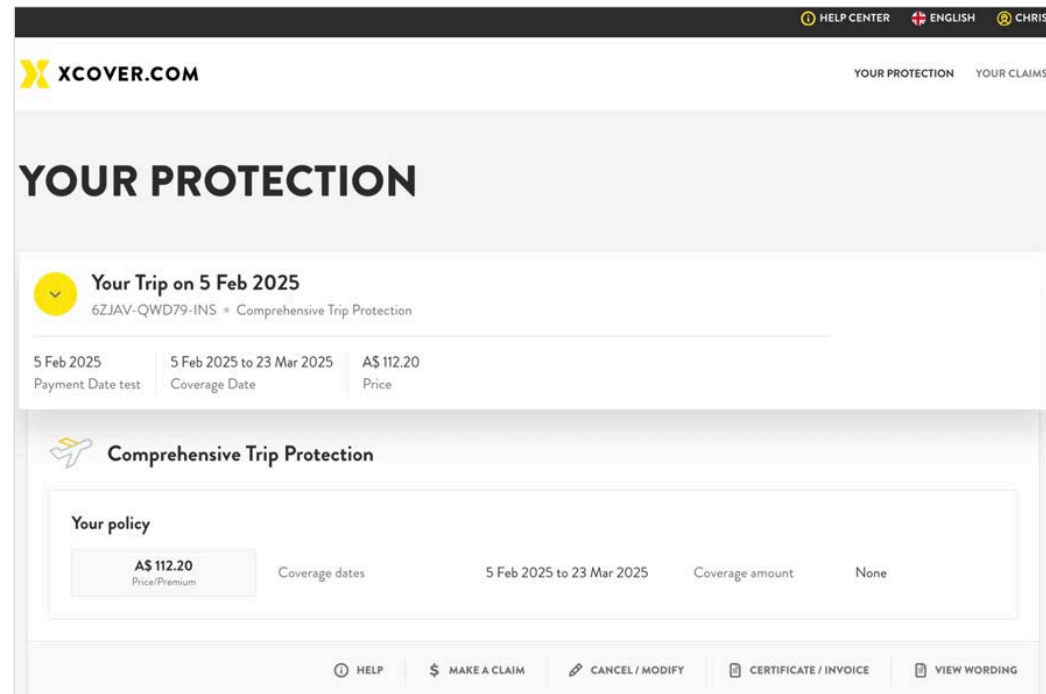 HELP CENTER ENGLISH CHRIS
XCOVER.COM YOUR PROTECTION YOUR CLAIMS
YOUR PROTECTION
Your Trip on 5 Feb 2025
6ZJAV-QWD79-INS • Comprehensive Trip Protection
5 Feb 2025 5 Feb 2025 to 23 Mar 2025 A$ 112.20
Payment Date test Coverage Date Price
Comprehensive Trip Protection
Your policy
A$ 112.20
Price/Premium
Coverage dates 5 Feb 2025 to 23 Mar 2025 Coverage amount None
HELP $ MAKE A CLAIM CANCEL / MODIFY CERTIFICATE / INVOICE VIEW WORDING